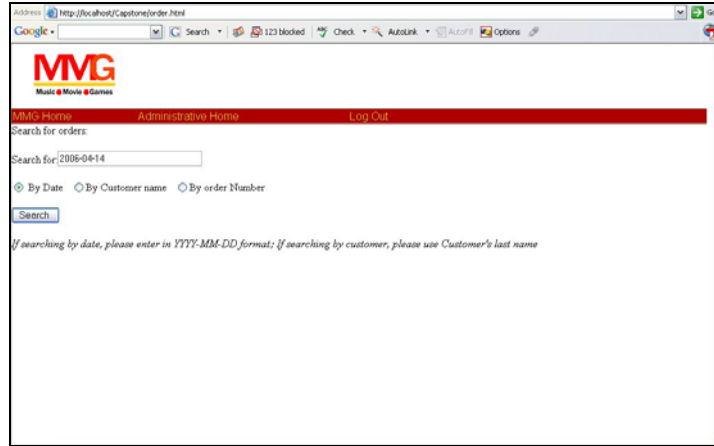 Address http://localhost/Capstone/order.html Go
Google Search 123 blocked Check AutoLink AutoFill Options
MMG
Music Movie Games
MMG Home Administrative Home Log Out
Search for orders:
Search for: 2006-04-14
By Date By Customer name By order Number
Search
If searching by date, please enter in YYYY-MM-DD format; if searching by customer, please use Customer's last name